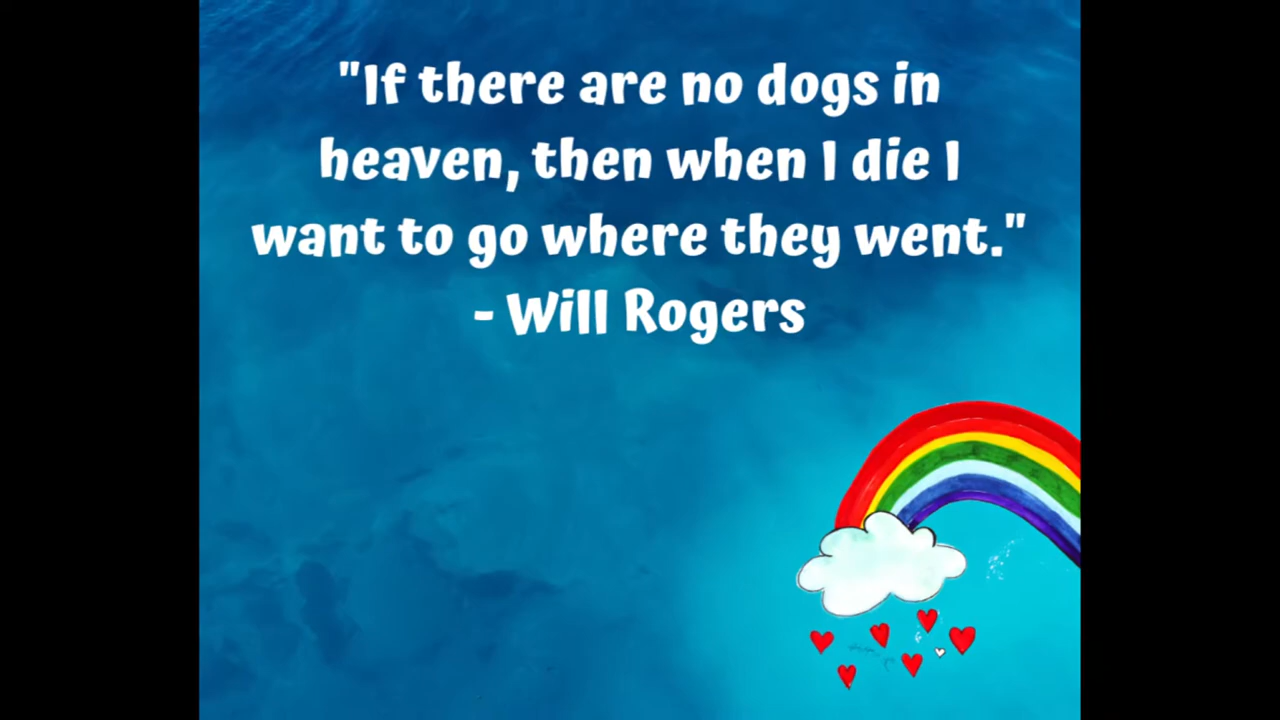 "If there are no dogs in
heaven, then when I die I
want to go where they went."
- Will Rogers